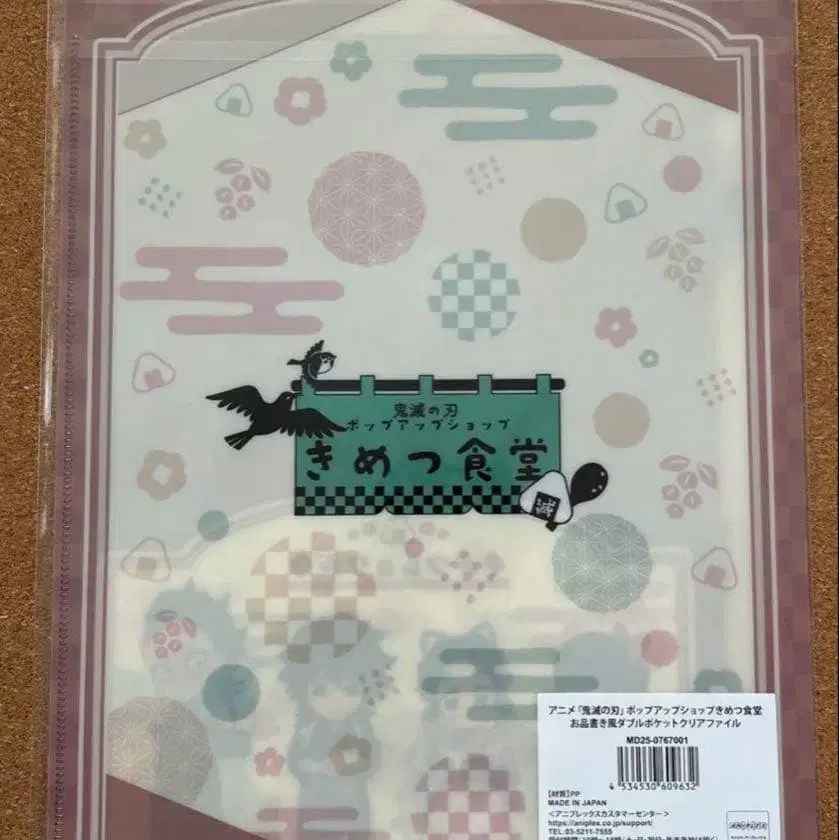 鬼滅の刃
ポップアップショップ
きめつ食堂
滅
アニメ「鬼滅の刃」ポップアップショップきめつ食堂
お品書き風ダブルポケットクリアファイル
MD25-0767001
4 534530 609632
【材質】PP
MADE IN JAPAN
<アニプレックスカスタマーセンター>
https://aniplex.co.jp/support/
TEL:03-5211-7555